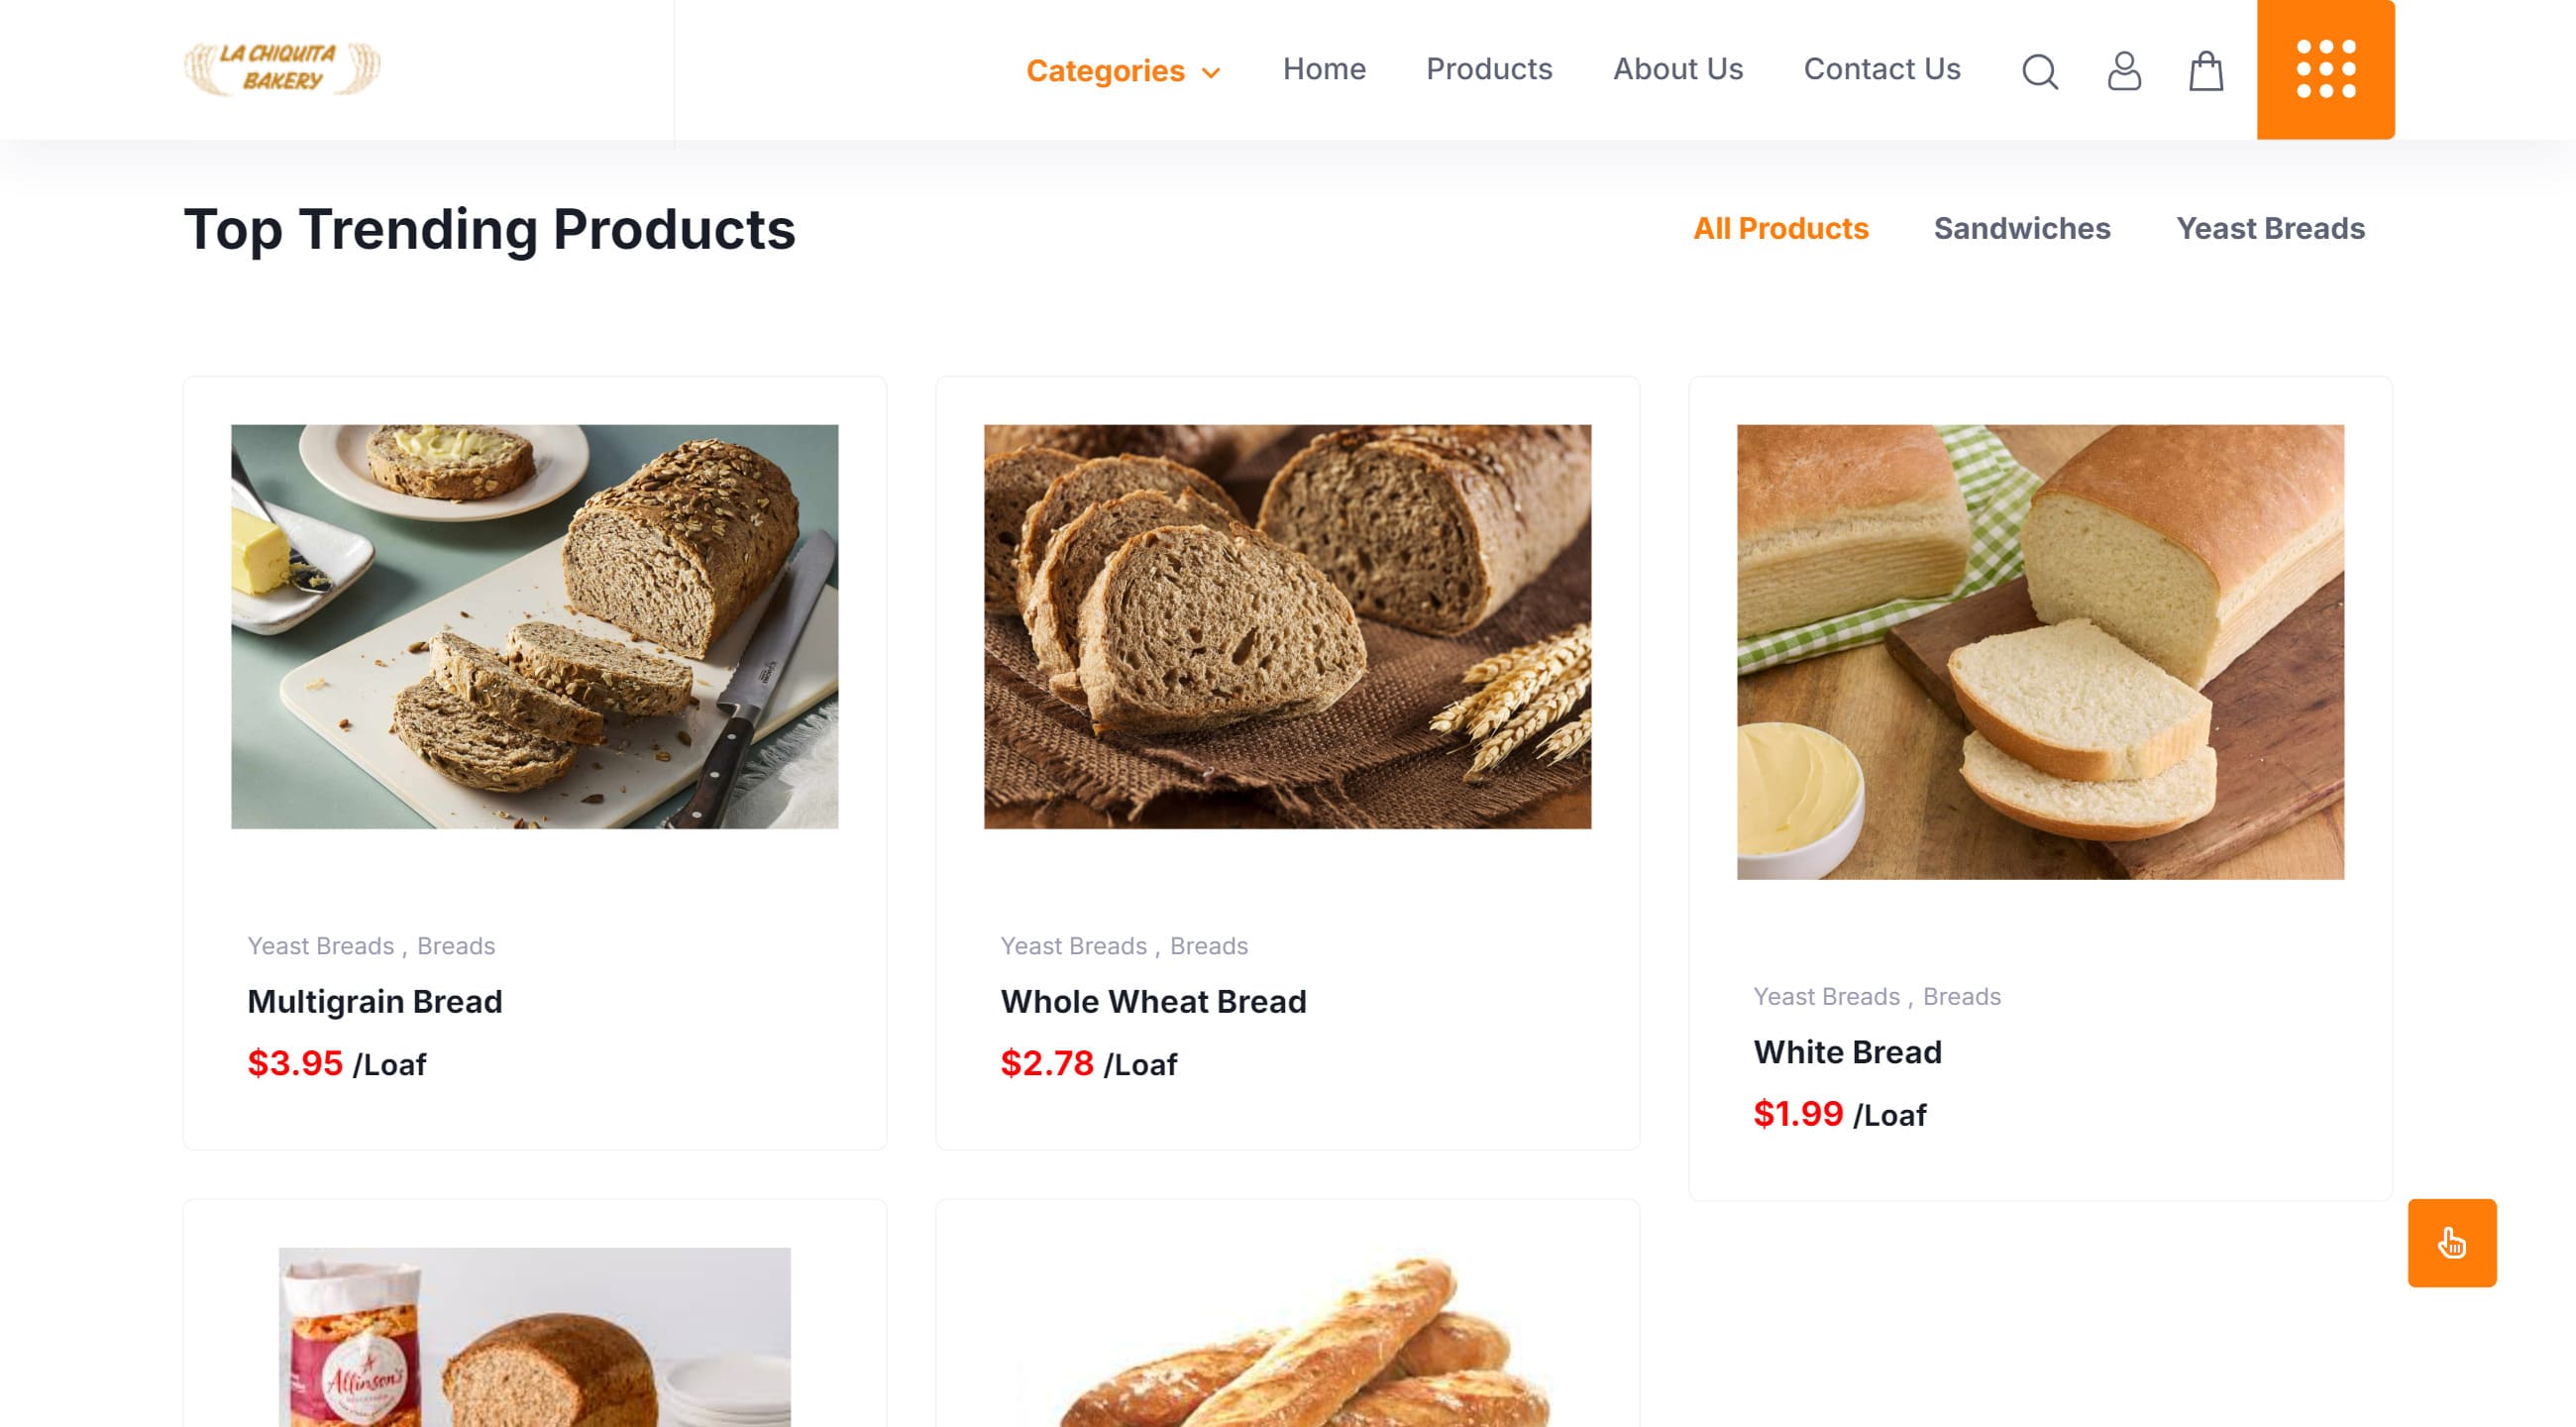 LA CHIQUITA
BAKERY
Categories
Home
Products
About Us
Contact Us
Top Trending Products
All Products
Sandwiches
Yeast Breads
Yeast Breads , Breads
Multigrain Bread
$3.95 /Loaf
Yeast Breads , Breads
Whole Wheat Bread
$2.78 /Loaf
Yeast Breads , Breads
White Bread
$1.99 /Loaf
Allinson's